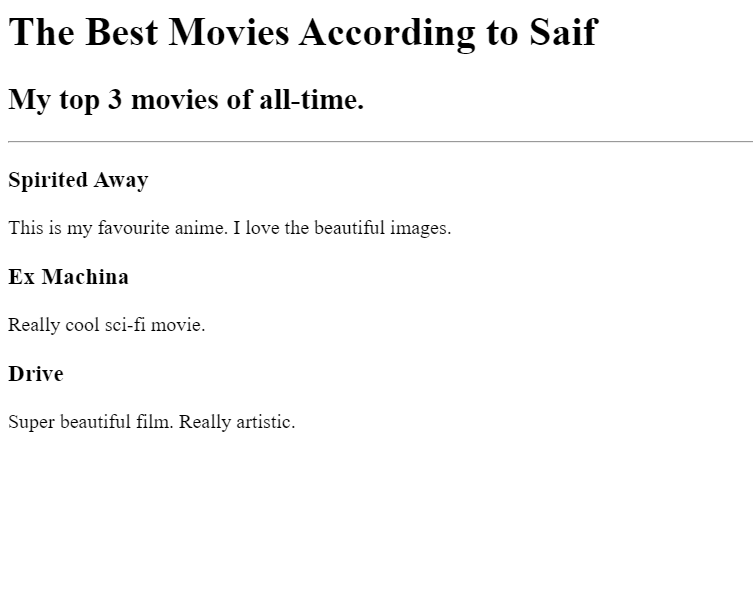 The Best Movies According to Saif
My top 3 movies of all-time.
Spirited Away
This is my favourite anime. I love the beautiful images.
Ex Machina
Really cool sci-fi movie.
Drive
Super beautiful film. Really artistic.